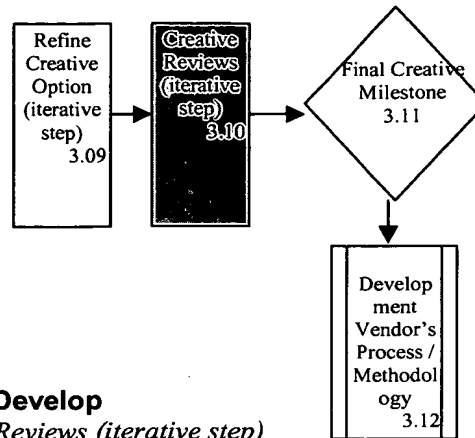 Refine
Creative
Option
(iterative
step)
3.09
Creative
Reviews
(iterative
step)
3.10
Final Creative
Milestone
3.11
Develop
ment
Vendor's
Process /
Methodol
ogy
3.12
Develop
Reviews (iterative step)